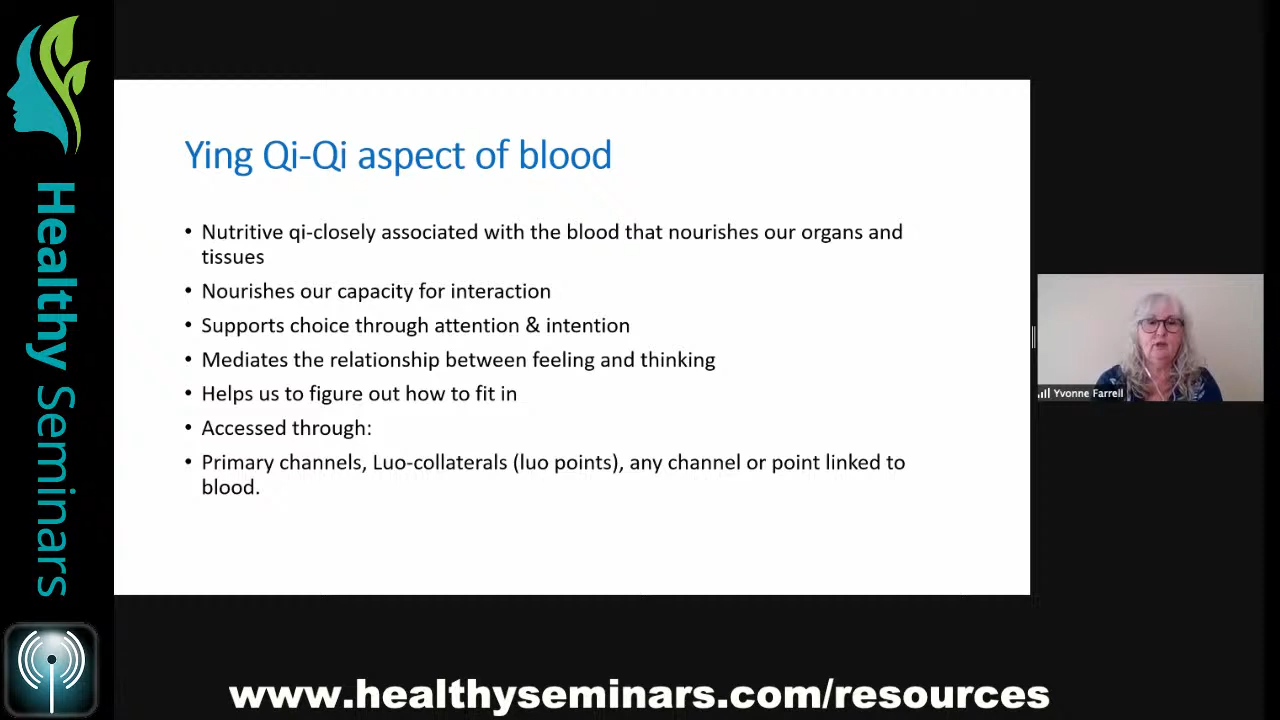 Healthy Seminars
Ying Qi-Qi aspect of blood
• Nutritive qi-closely associated with the blood that nourishes our organs and
tissues
• Nourishes our capacity for interaction
• Supports choice through attention & intention
• Mediates the relationship between feeling and thinking
• Helps us to figure out how to fit in
• Accessed through:
• Primary channels, Luo-collaterals (luo points), any channel or point linked to
blood.
Yvonne Farrell
www.healthyseminars.com/resources